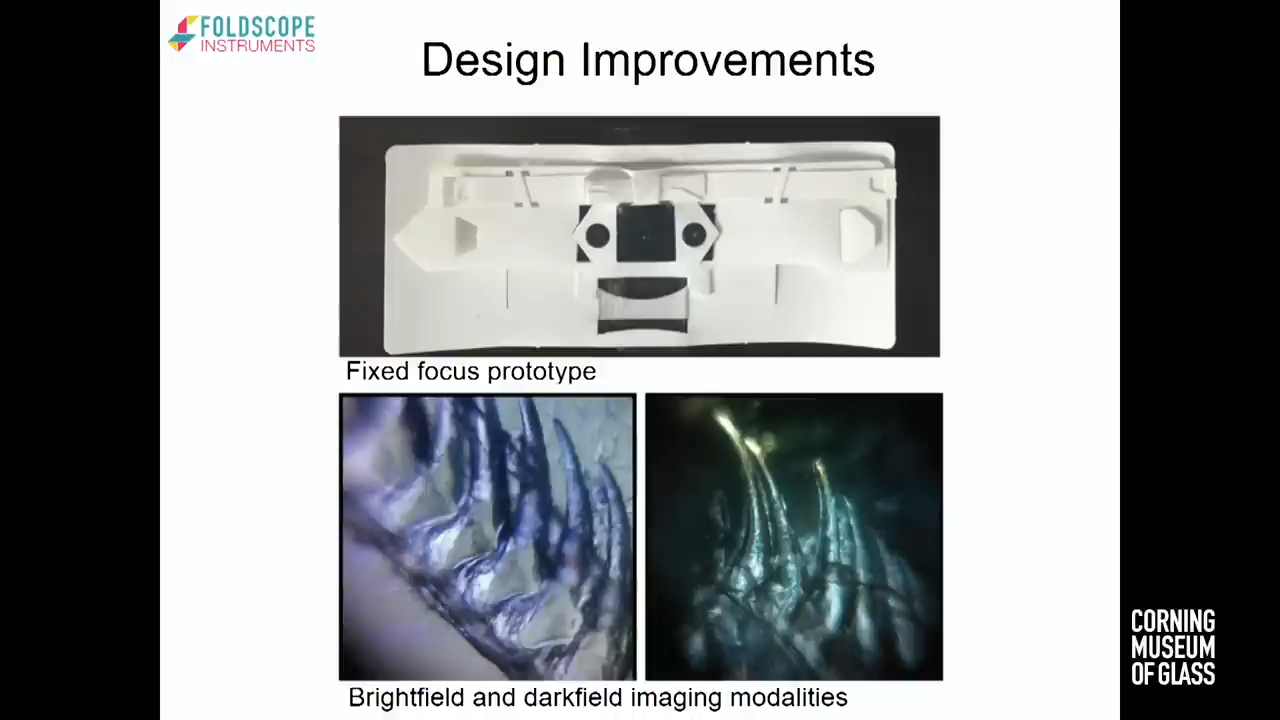 FOLDSCOPE
INSTRUMENTS
Design Improvements
Fixed focus prototype
Brightfield and darkfield imaging modalities
CORNING
MUSEUM
OF GLASS